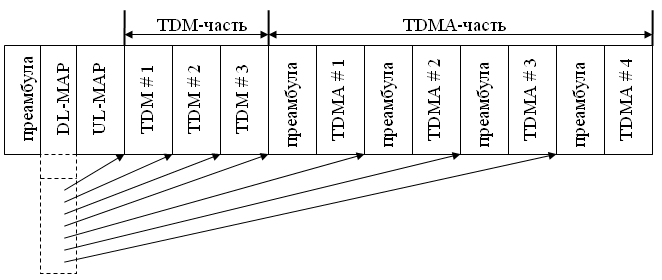 TDM-часть
TDMA-часть
преамбула
DL-MAP
UL-MAP
TDM # 1
TDM # 2
TDM # 3
преамбула
TDMA # 1
преамбула
TDMA # 2
преамбула
TDMA # 3
преамбула
TDMA # 4